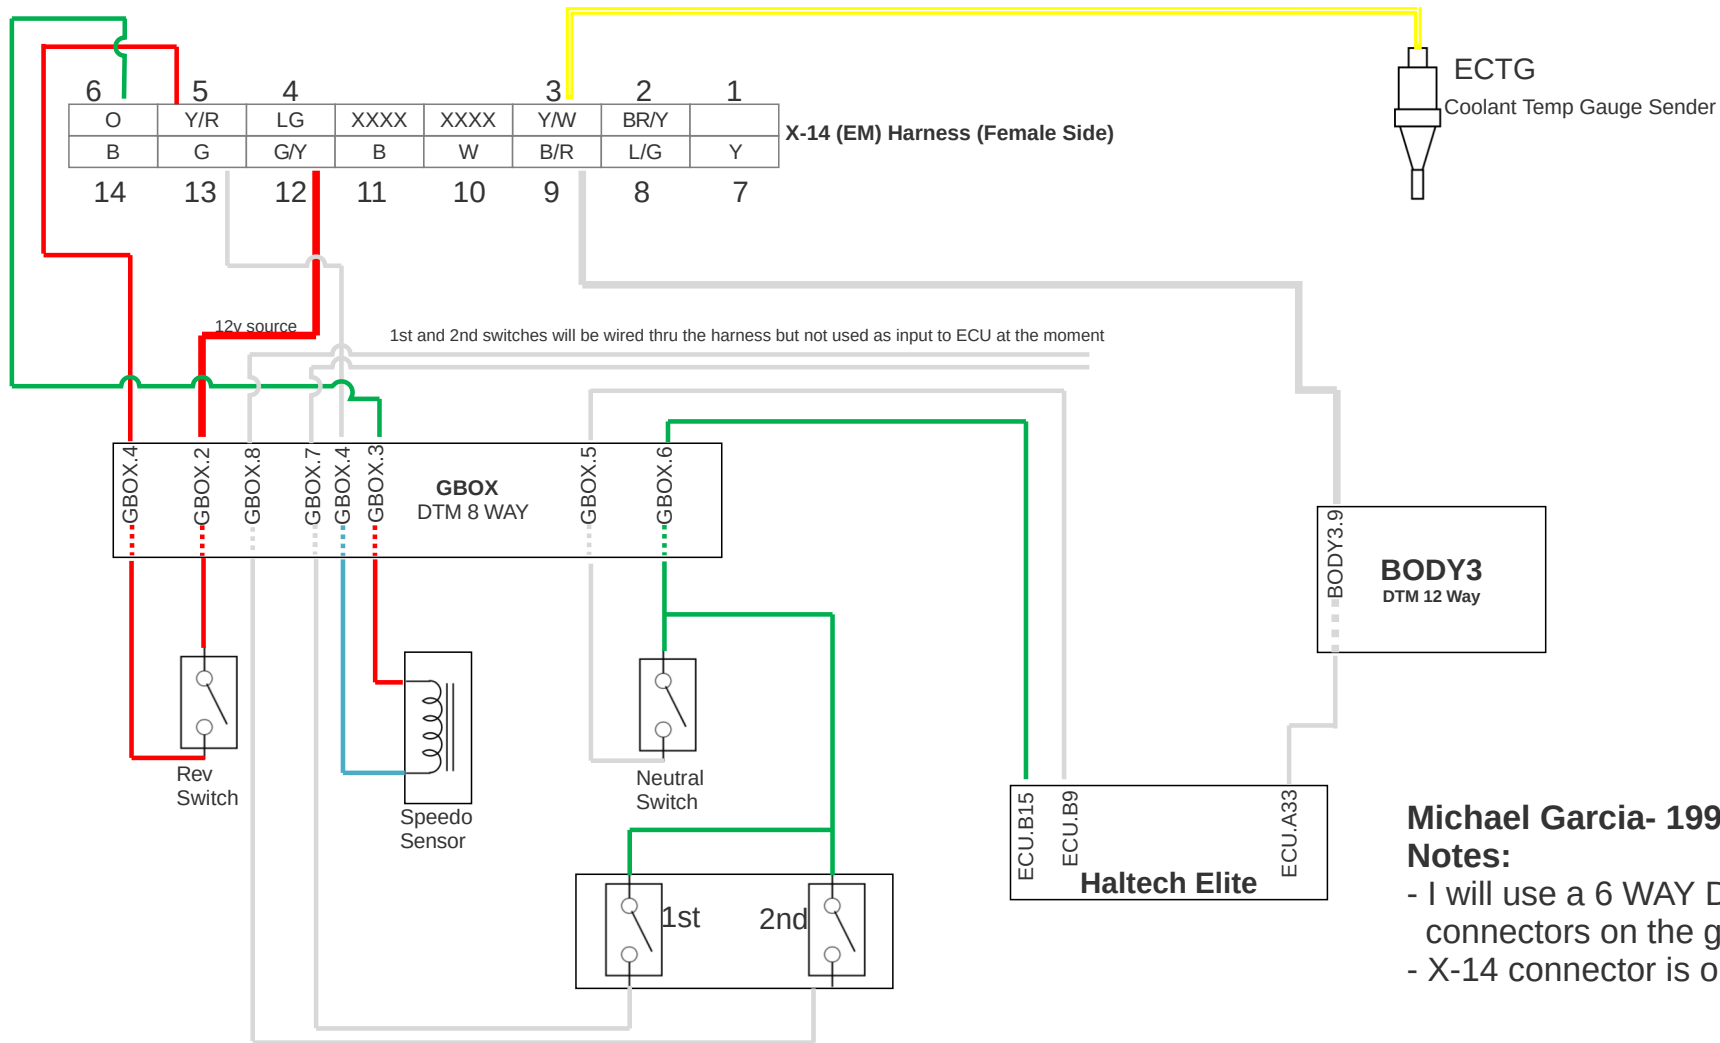 ECTG
Coolant Temp Gauge Sender
6 5 4 3 2 1
O Y/R LG XXXX XXXX Y/W BR/Y
B G G/Y B W B/R L/G Y
X-14 (EM) Harness (Female Side)
14 13 12 11 10 9 8 7
12v source
1st and 2nd switches will be wired thru the harness but not used as input to ECU at the moment
GBOX.4
GBOX.2
GBOX.8
GBOX.7
GBOX.4
GBOX.3
GBOX
DTM 8 WAY
GBOX.5
GBOX.6
BODY3.9
BODY3
DTM 12 Way
Rev
Switch
Speedo
Sensor
Neutral
Switch
ECU.B15
ECU.B9
ECU.A33
Haltech Elite
1st
2nd
Michael Garcia- 199
Notes:
- I will use a 6 WAY D
connectors on the g
- X-14 connector is o